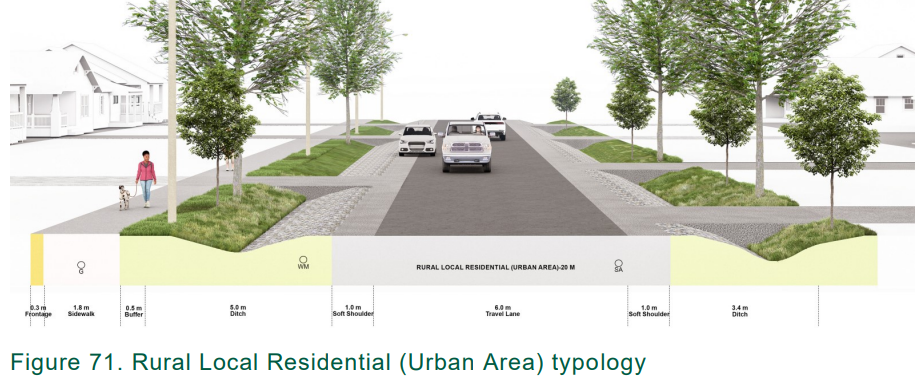 G
WM
RURAL LOCAL RESIDENTIAL (URBAN AREA)-20 M
SA
0.3 m
Frontage
1.8 m
Sidewalk
0.5 m
Buffer
5.0 m
Ditch
1.0 m
Soft Shoulder
6.0 m
Travel Lane
1.0 m
Soft Shoulder
3.4 m
Ditch
Figure 71. Rural Local Residential (Urban Area) typology